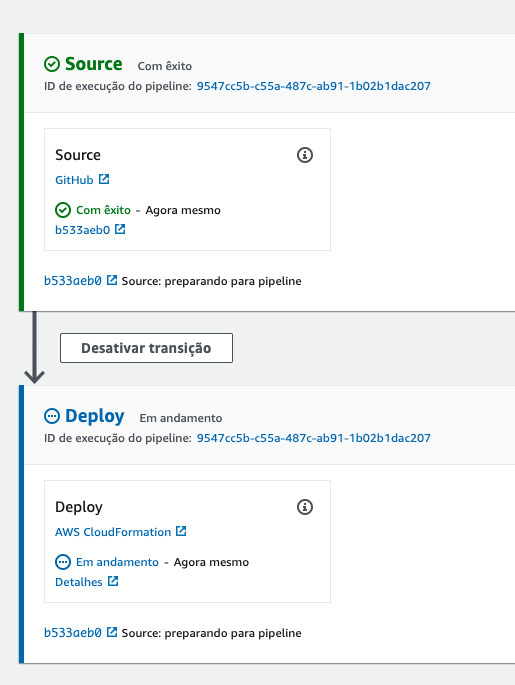 Source Com êxito
ID de execução do pipeline: 9547cc5b-c55a-487c-ab91-1b02b1dac207
Source
GitHub
Com êxito - Agora mesmo
b533aeb0
b533aeb0 Source: preparando para pipeline
Desativar transição
Deploy Em andamento
ID de execução do pipeline: 9547cc5b-c55a-487c-ab91-1b02b1dac207
Deploy
AWS CloudFormation
Em andamento - Agora mesmo
Detalhes
b533aeb0 Source: preparando para pipeline